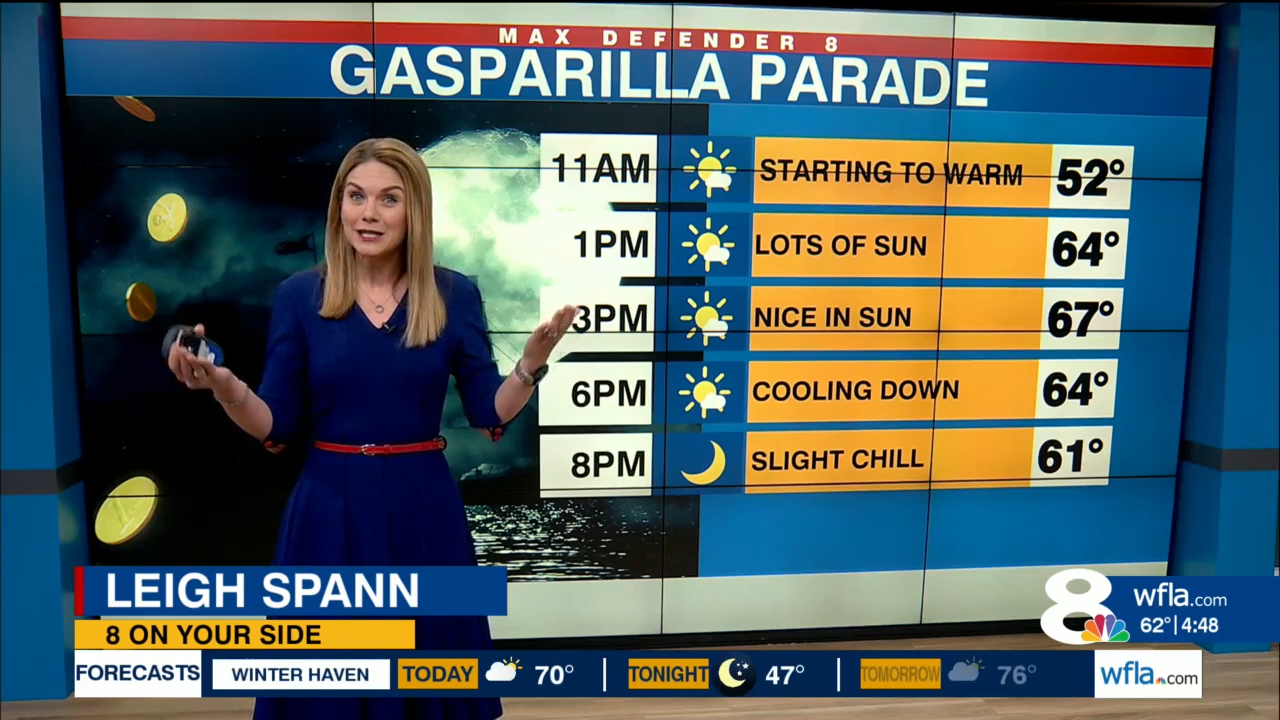 MAX DEFENDER 8
GASPARILLA PARADE
11AM STARTING TO WARM 52°
1PM LOTS OF SUN 64°
3PM NICE IN SUN 67°
6PM COOLING DOWN 64°
8PM SLIGHT CHILL 61°
LEIGH SPANN
8 ON YOUR SIDE
8 wfla.com
62° | 4:48
FORECASTS WINTER HAVEN TODAY 70° | TONIGHT 47° | TOMORROW 76° wfla.com